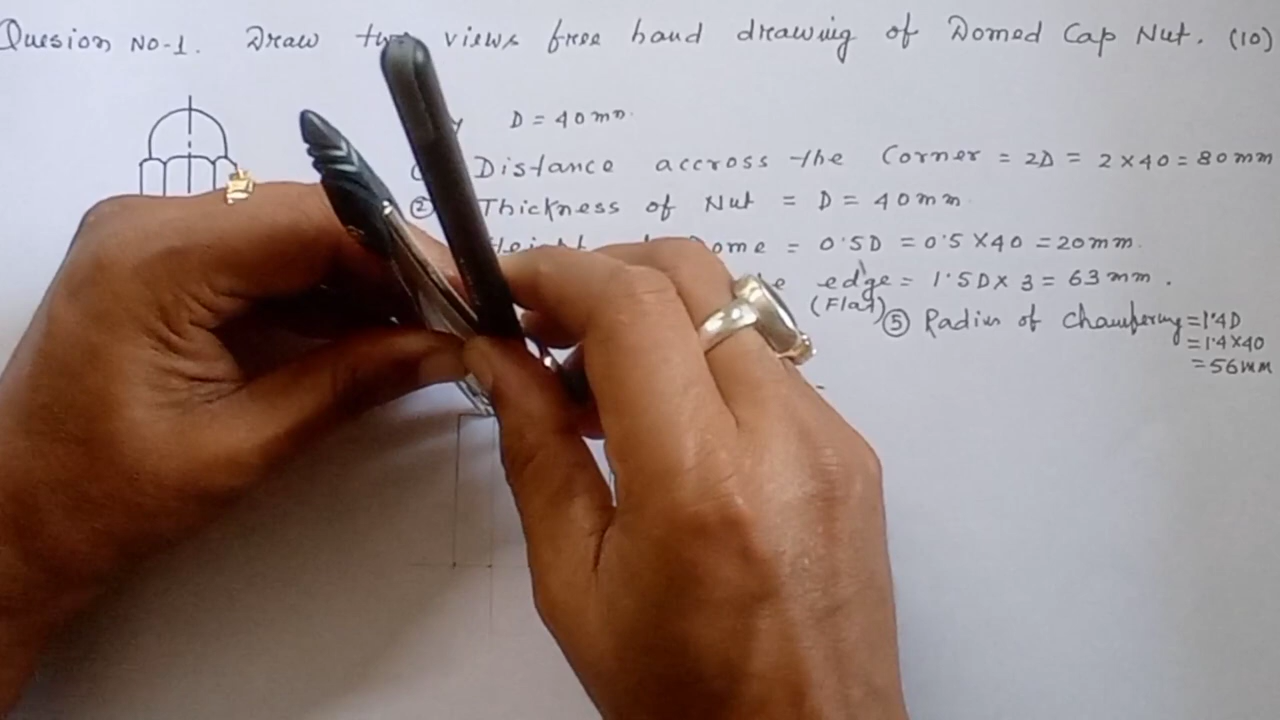 Quesion No-1. Draw two views free hand drawing of Domed Cap Nut. (10)
D = 40mm.
Distance accross the Corner = 2D = 2×40 = 80mm
② Thickness of Nut = D = 40mm
= 0.5D = 0.5×40 = 20mm.
edge = 1.5D× 3 = 63mm.
(Flat)
⑤ Radius of Chamfering = 1.4D
= 1.4×40
= 56mm